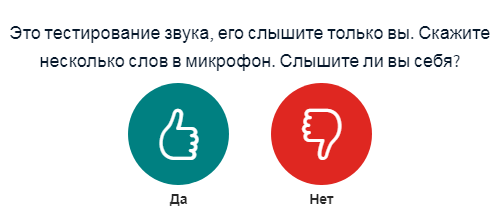 Это тестирование звука, его слышите только вы. Скажите
несколько слов в микрофон. Слышите ли вы себя?
Да
Нет